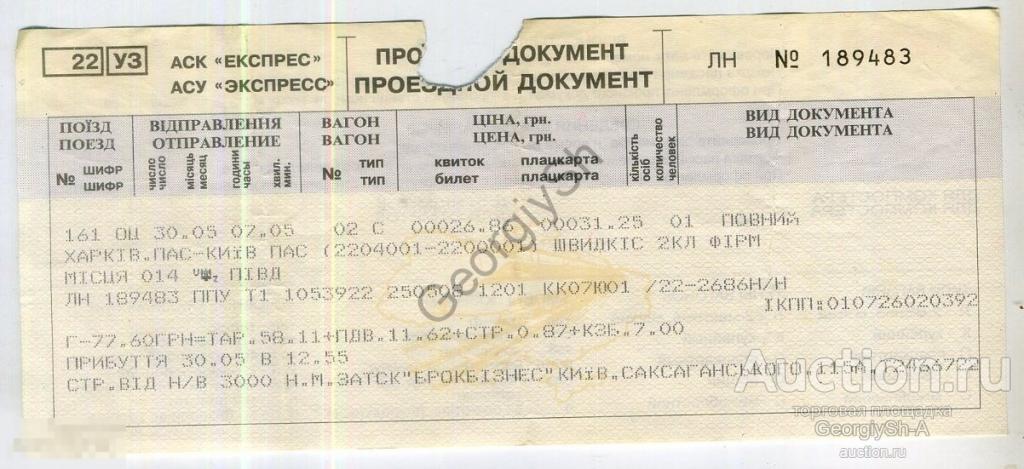 22 УЗ
АСК «ЕКСПРЕС»
АСУ «ЭКСПРЕСС»
ДОКУМЕНТ
ПРОЕЗДНОЙ ДОКУМЕНТ
ЛН № 189483
ПОЇЗД
ПОЕЗД
№ ШИФР
ШИФР
ВІДПРАВЛЕННЯ
ОТПРАВЛЕНИЕ
число
число
місяць
месяц
години
часы
хвил.
мин.
ВАГОН
ВАГОН
№ ТИП
ТИП
ЦІНА, грн.
ЦЕНА, грн.
квиток
билет
плацкарта
плацкарта
кількість
осіб
количество
человек
ВИД ДОКУМЕНТА
ВИД ДОКУМЕНТА
161 ОЦ 30.05 07.05 02 С 00026.86 00031.25 01 ПОВНИЙ
ХАРКІВ.ПАС-КИЇВ ПАС (2204001-2200001) ШВИДКІС 2КЛ ФІРМ
МІСЦЯ 014 ПІВД
ЛН 189483 ППУ Т1 1053922 250508 1201 КК07Ю01 /22-2686Н/Н
ІКПП:010726020392
Г-77.60ГРН=ТАР.58.11+ПДВ.11.62+СТР.0.87+КЗБ.7.00
ПРИБУТТЯ 30.05 В 12.55
СТР.ВІД Н/В 3000 Н.М.ЗАТСК"БРОКБІЗНЕС"КИЇВ.САКСАГАНСЬКОГО.115А.Т2466722
GeorgiySh
Auction.ru
торговая площадка
GeorgiySh-A
auction.ru